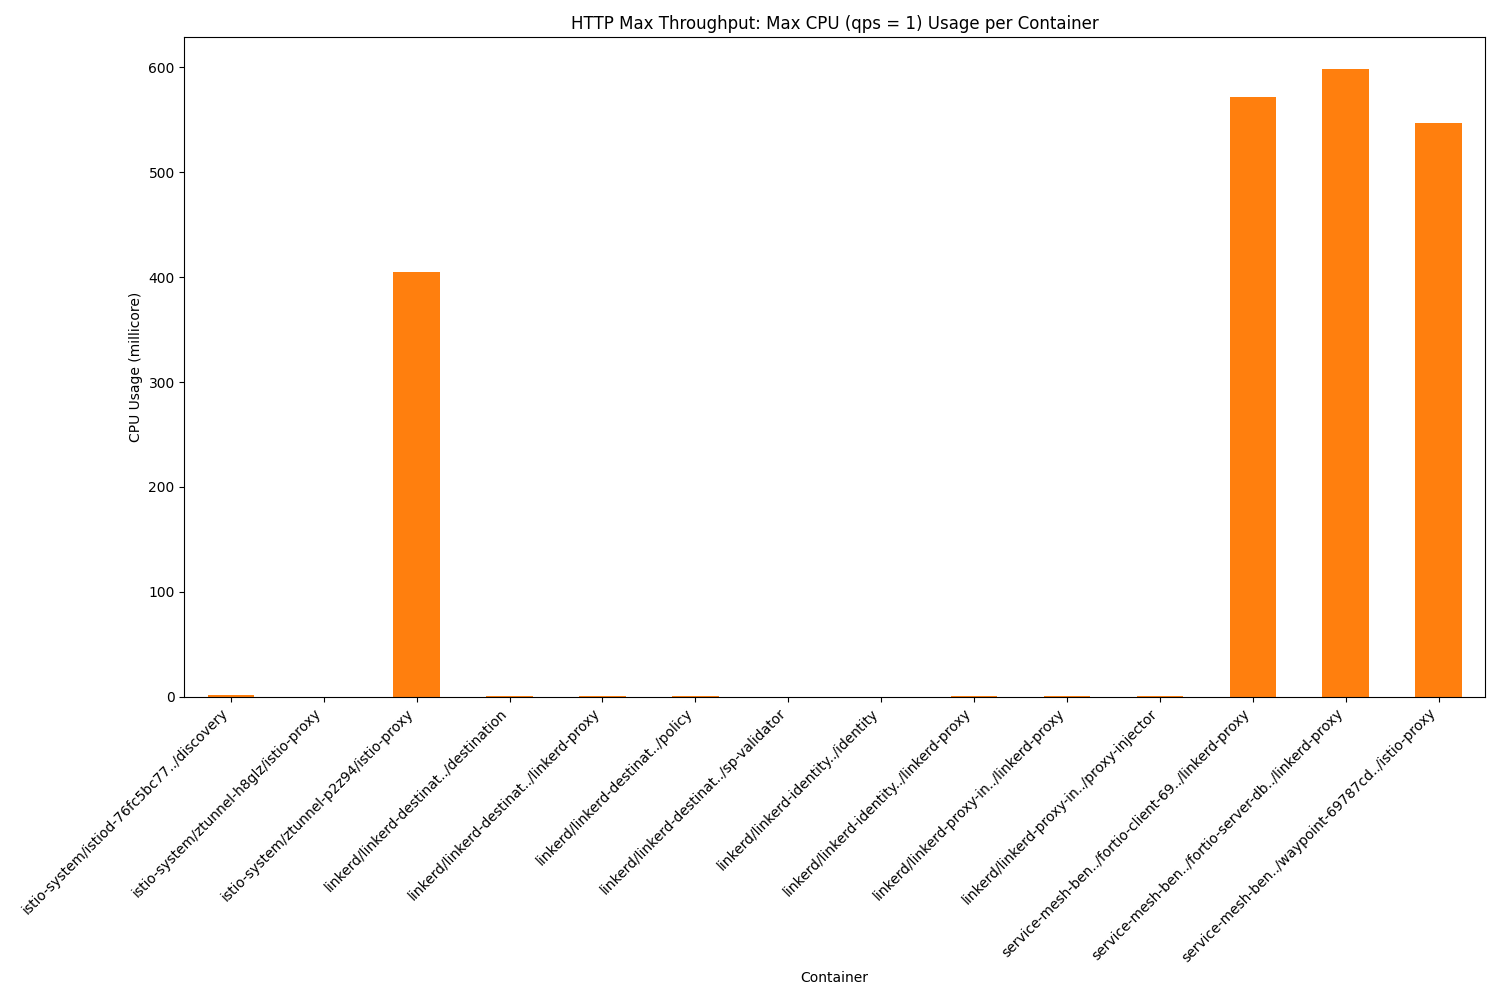 HTTP Max Throughput: Max CPU (qps = 1) Usage per Container
CPU Usage (millicore)
600
500
400
300
200
100
0
istio-system/istiod-76fc5bc77../discovery
istio-system/ztunnel-h8glz/istio-proxy
istio-system/ztunnel-p2z94/istio-proxy
linkerd/linkerd-destinat../destination
linkerd/linkerd-destinat../linkerd-proxy
linkerd/linkerd-destinat../policy
linkerd/linkerd-destinat../sp-validator
linkerd/linkerd-identity../identity
linkerd/linkerd-identity../linkerd-proxy
linkerd/linkerd-proxy-in../linkerd-proxy
linkerd/linkerd-proxy-in../proxy-injector
service-mesh-ben../fortio-client-69../linkerd-proxy
service-mesh-ben../fortio-server-db../linkerd-proxy
service-mesh-ben../waypoint-69787cd../istio-proxy
Container